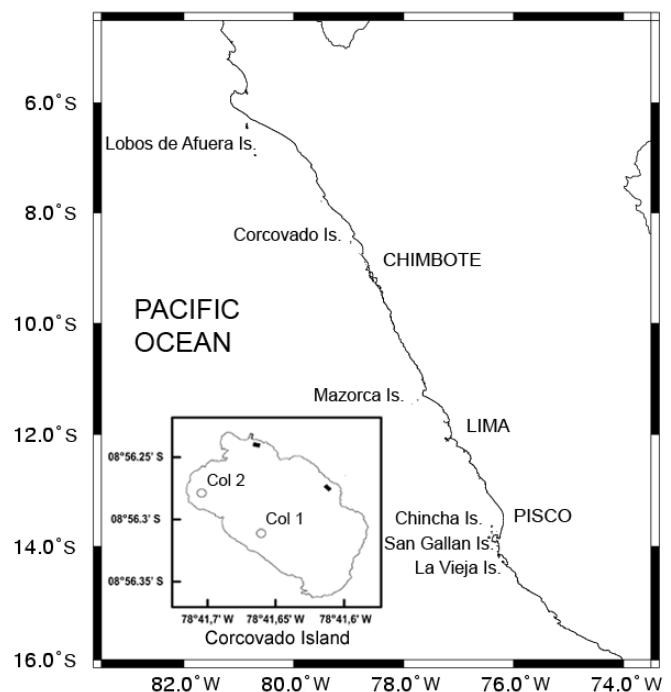 6.0°S
Lobos de Afuera Is.
8.0°S
Corcovado Is.
CHIMBOTE
PACIFIC
OCEAN
10.0°S
Mazorca Is.
LIMA
12.0°S
08°56.25'
Col 2
08°56.3'
Col 1
08°56.35'
78°41,7'
78°41,65'
78°41,6'
Corcovado Island
Chincha Is.
PISCO
San Gallan Is.
14.0°S
La Vieja Is.
16.0°S
82.0°W
80.0°W
77.8°W
76.0°W
74.0°W